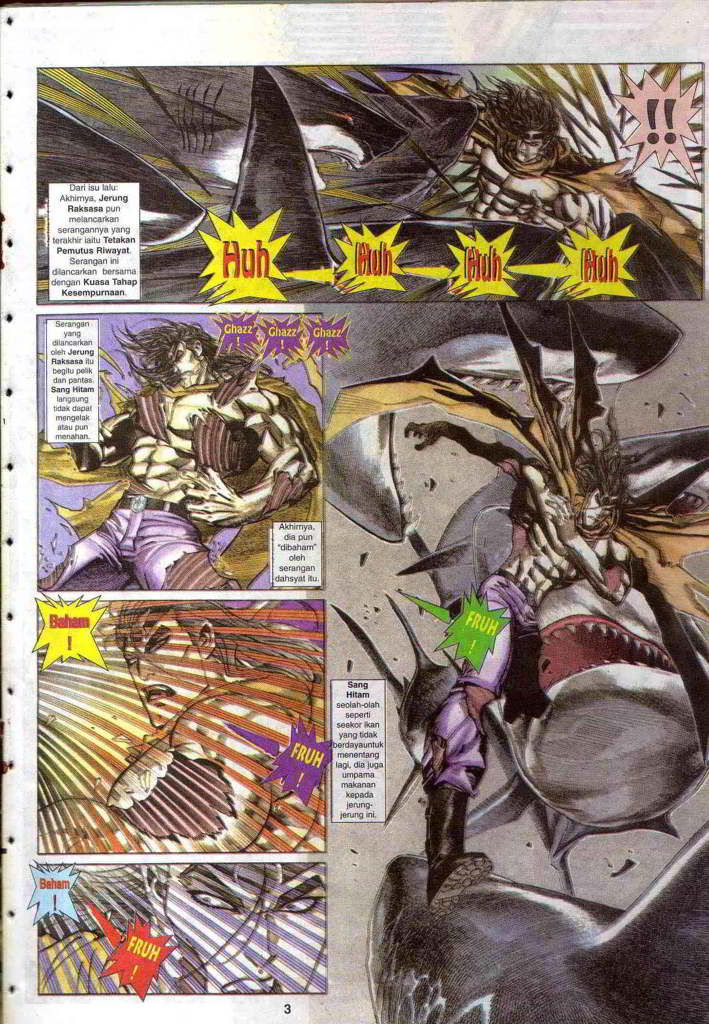 !!
Dari isu lalu:
Akhirnya, Jerung
Raksasa pun
melancarkan
serangannya yang
terakhir iaitu Tetakan
Pemutus Riwayat.
Serangan ini
dilancarkan bersama
dengan Kuasa Tahap
Kesempurnaan.
Huh
Huh
Huh
Huh
Serangan
yang
dilancarkan
oleh Jerung
Raksasa itu
begitu pelik
dan pantas.
Sang Hitam
langsung
tidak dapat
mengelak
atau pun
menahan.
Ghazz
Ghazz
Ghazz
Akhirnya,
dia pun
"dibaham"
oleh
serangan
dahsyat itu.
FRUH
!
Baham
!
FRUH
!
Sang
Hitam
seolah-olah
seperti
seekor ikan
yang tidak
berdayauntuk
menentang
lagi, dia juga
umpama
makanan
kepada
jerung-
jerung ini.
Baham
!
FRUH
!
3